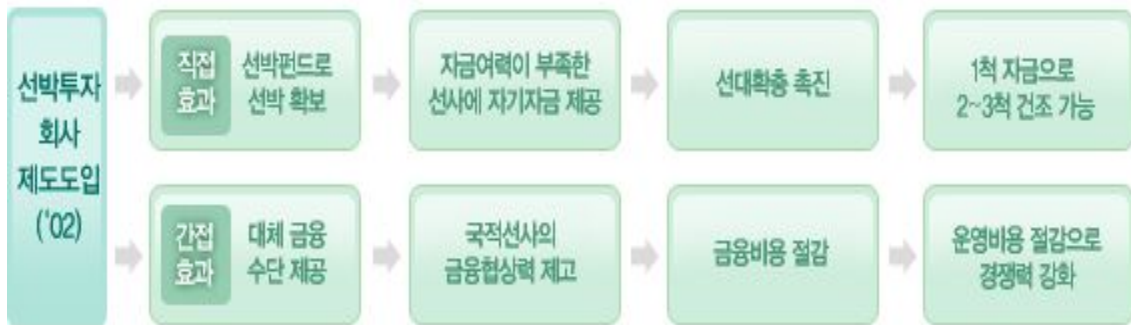 선박투자
회사
제도도입
('02)
직접
효과
선박펀드로
선박 확보
자금여력이 부족한
선사에 자기자금 제공
선대확충 촉진
1척 자금으로
2~3척 건조 가능
간접
효과
대체 금융
수단 제공
국적선사의
금융협상력 제고
금융비용 절감
운영비용 절감으로
경쟁력 강화